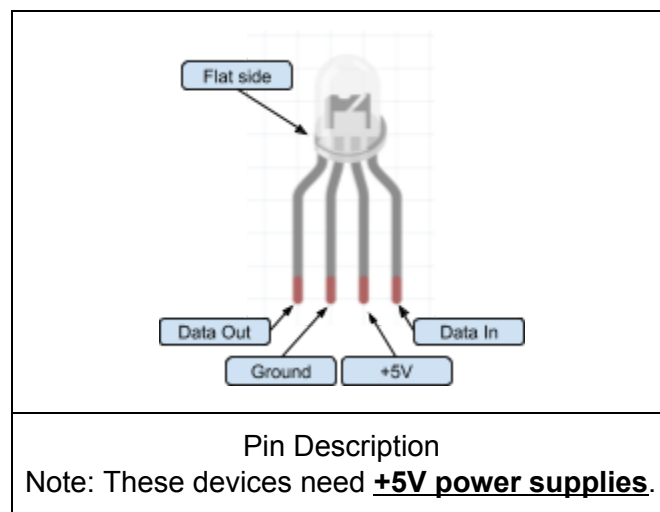 Flat side
Data Out
Data In
Ground
+5V
Pin Description
Note: These devices need +5V power supplies.